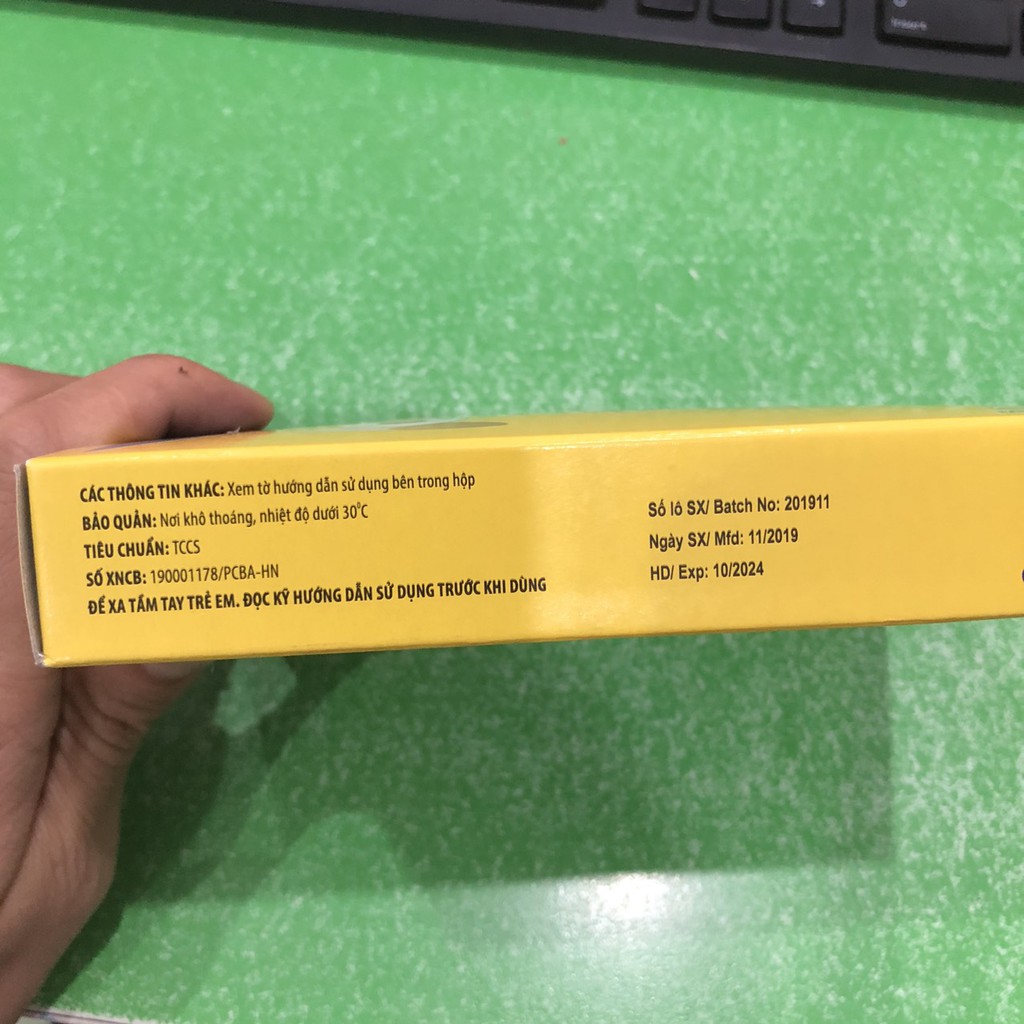 Insert
CÁC THÔNG TIN KHÁC: Xem tờ hướng dẫn sử dụng bên trong hộp
BẢO QUẢN: Nơi khô thoáng, nhiệt độ dưới 30°C
TIÊU CHUẨN: TCCS
SỐ XNCB: 190001178/PCBA-HN
ĐỂ XA TẦM TAY TRẺ EM. ĐỌC KỸ HƯỚNG DẪN SỬ DỤNG TRƯỚC KHI DÙNG
Số lô SX/ Batch No: 201911
Ngày SX/ Mfd: 11/2019
HD/ Exp: 10/2024